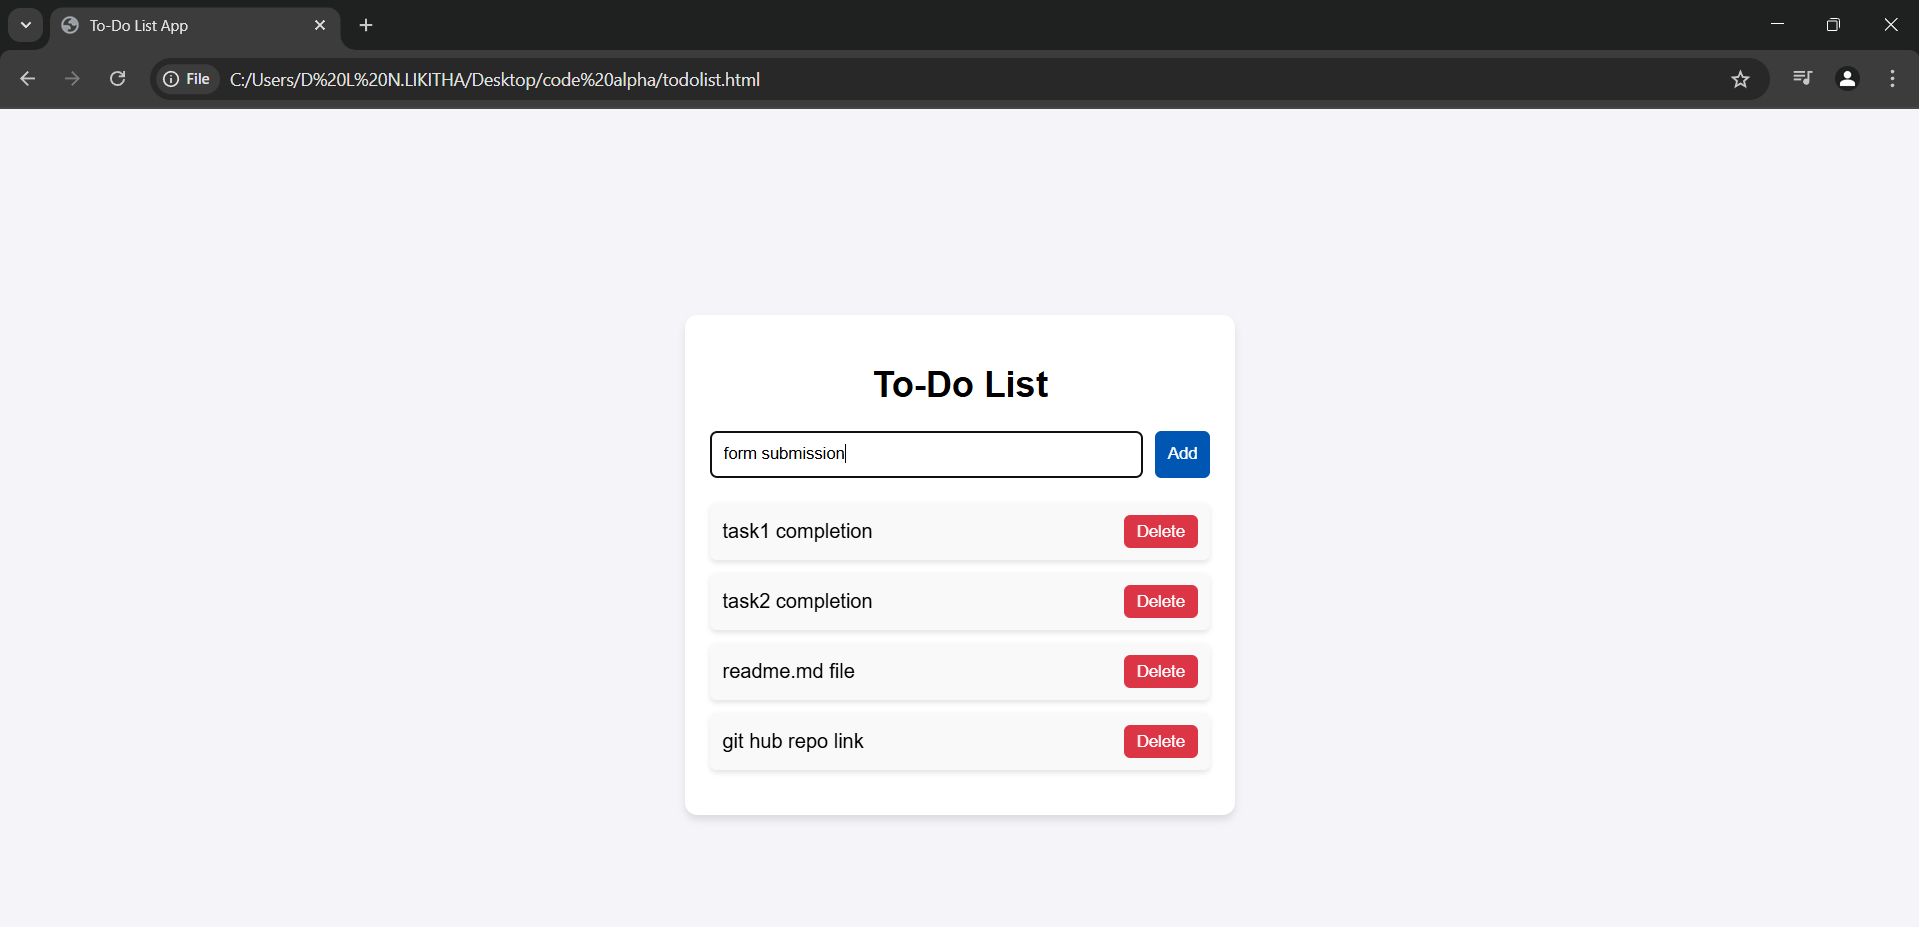 To-Do List App
File C:/Users/D%20L%20N.LIKITHA/Desktop/code%20alpha/todolist.html
To-Do List
form submission
Add
task1 completion
Delete
task2 completion
Delete
readme.md file
Delete
git hub repo link
Delete